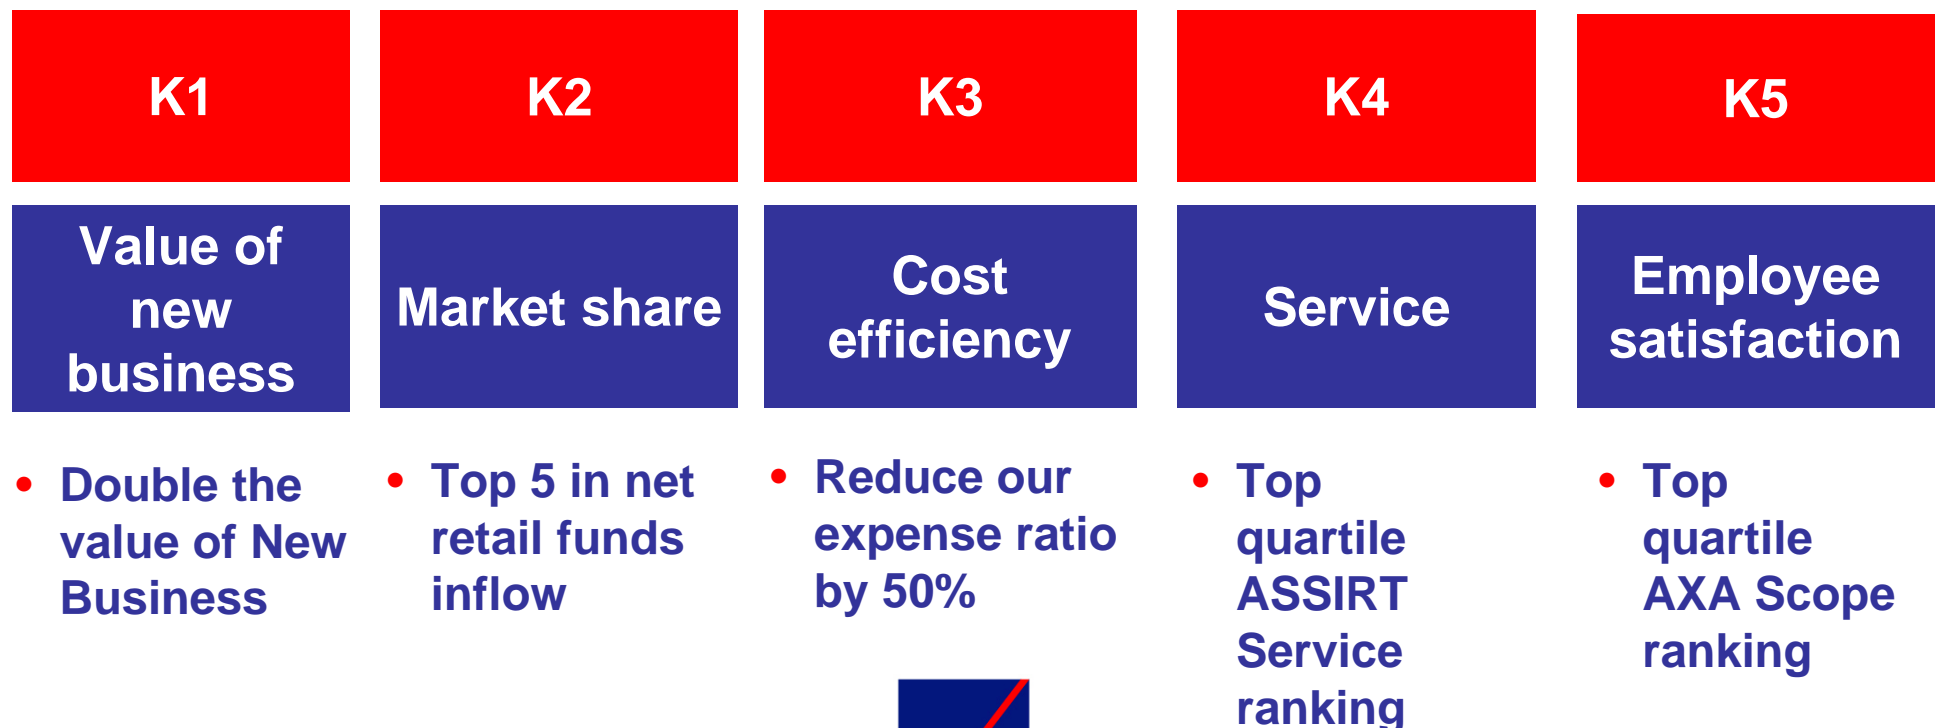 K1
K2
K3
K4
K5
Value of
new
business
Market share
Cost
efficiency
Service
Employee
satisfaction
• Double the
value of New
Business
• Top 5 in net
retail funds
inflow
• Reduce our
expense ratio
by 50%
• Top
quartile
ASSIRT
Service
ranking
• Top
quartile
AXA Scope
ranking